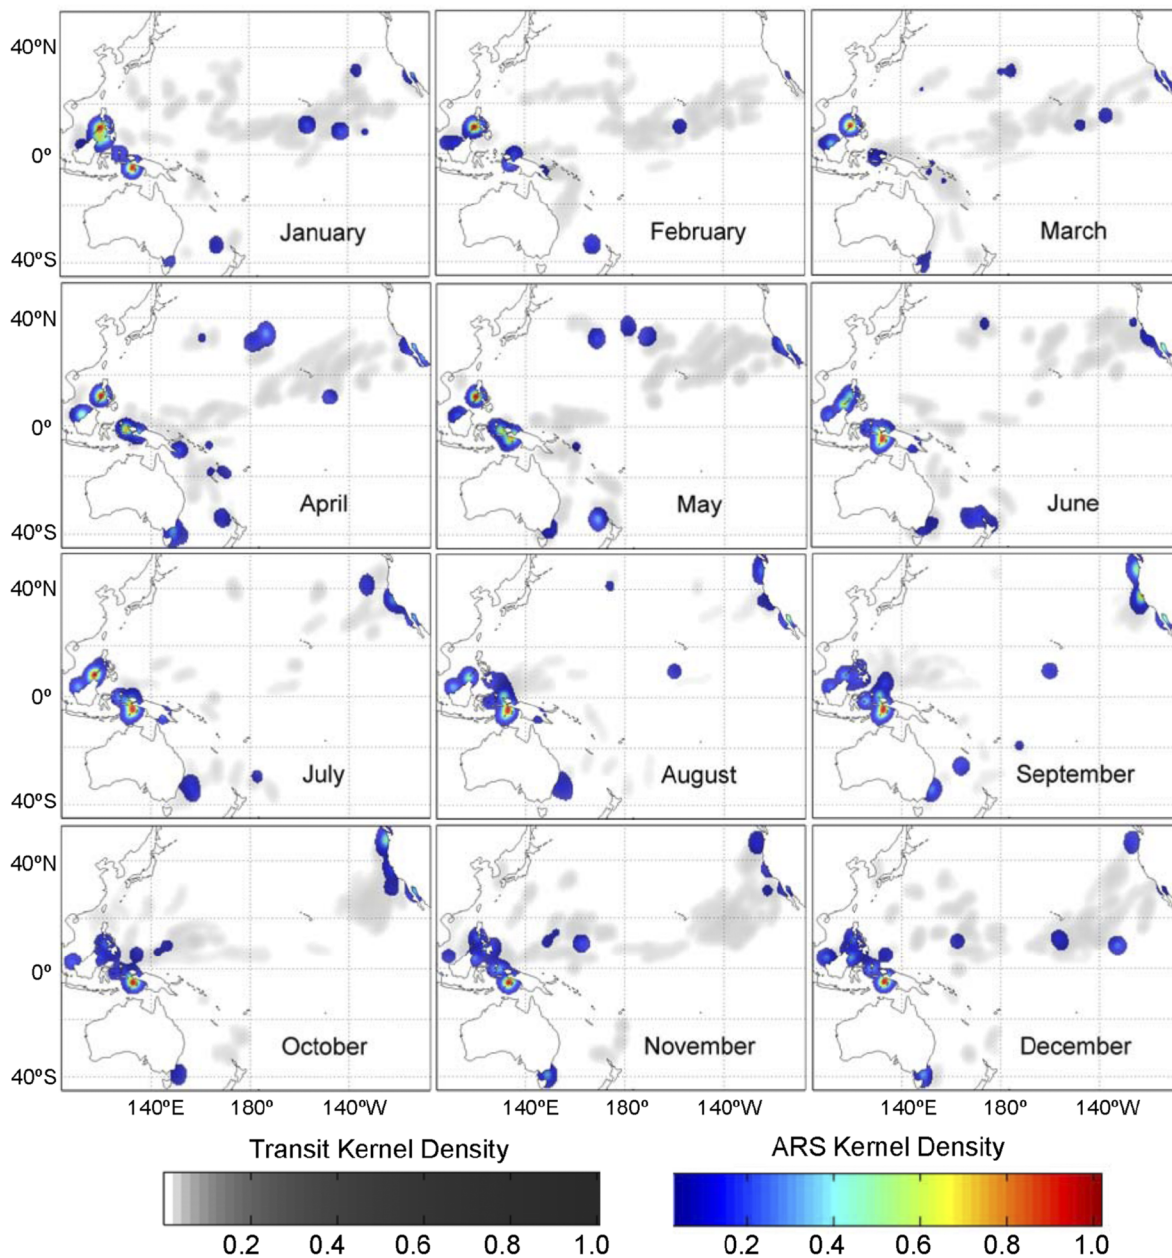 40ºN
0º
40ºS
January
February
March
40ºN
0º
40ºS
April
May
June
40ºN
0º
40ºS
July
August
September
40ºN
0º
40ºS
October
November
December
140ºE 180º 140ºW 140ºE 180º 140ºW 140ºE 180º 140ºW
Transit Kernel Density
ARS Kernel Density
0.2 0.4 0.6 0.8 1.0
0.2 0.4 0.6 0.8 1.0